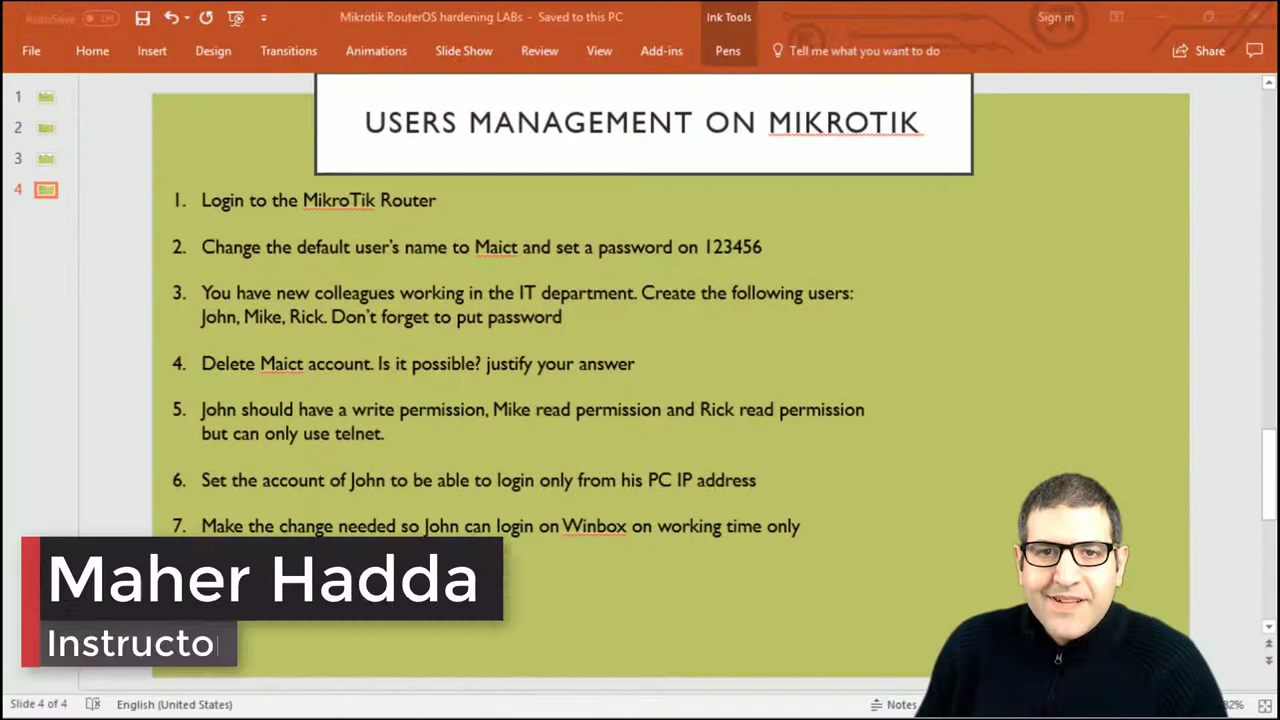 AutoSave Off
Mikrotik RouterOS hardening LABs - Saved to this PC
Ink Tools
Sign in
File Home Insert Design Transitions Animations Slide Show Review View Add-ins Pens Tell me what you want to do Share
USERS MANAGEMENT ON MIKROTIK
1
2
3
4
1. Login to the MikroTik Router
2. Change the default user's name to Maict and set a password on 123456
3. You have new colleagues working in the IT department. Create the following users:
John, Mike, Rick. Don't forget to put password
4. Delete Maict account. Is it possible? justify your answer
5. John should have a write permission, Mike read permission and Rick read permission
but can only use telnet.
6. Set the account of John to be able to login only from his PC IP address
7. Make the change needed so John can login on Winbox on working time only
Maher Hadda
Instructo
Slide 4 of 4 English (United States) Notes